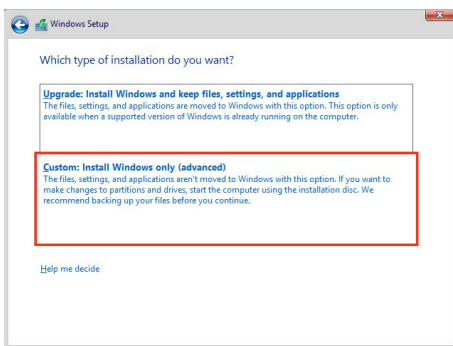 Windows Setup
Which type of installation do you want?
Upgrade: Install Windows and keep files, settings, and applications
The files, settings, and applications are moved to Windows with this option. This option is only
available when a supported version of Windows is already running on the computer.
Custom: Install Windows only (advanced)
The files, settings, and applications aren't moved to Windows with this option. If you want to
make changes to partitions and drives, start the computer using the installation disc. We
recommend backing up your files before you continue.
Help me decide